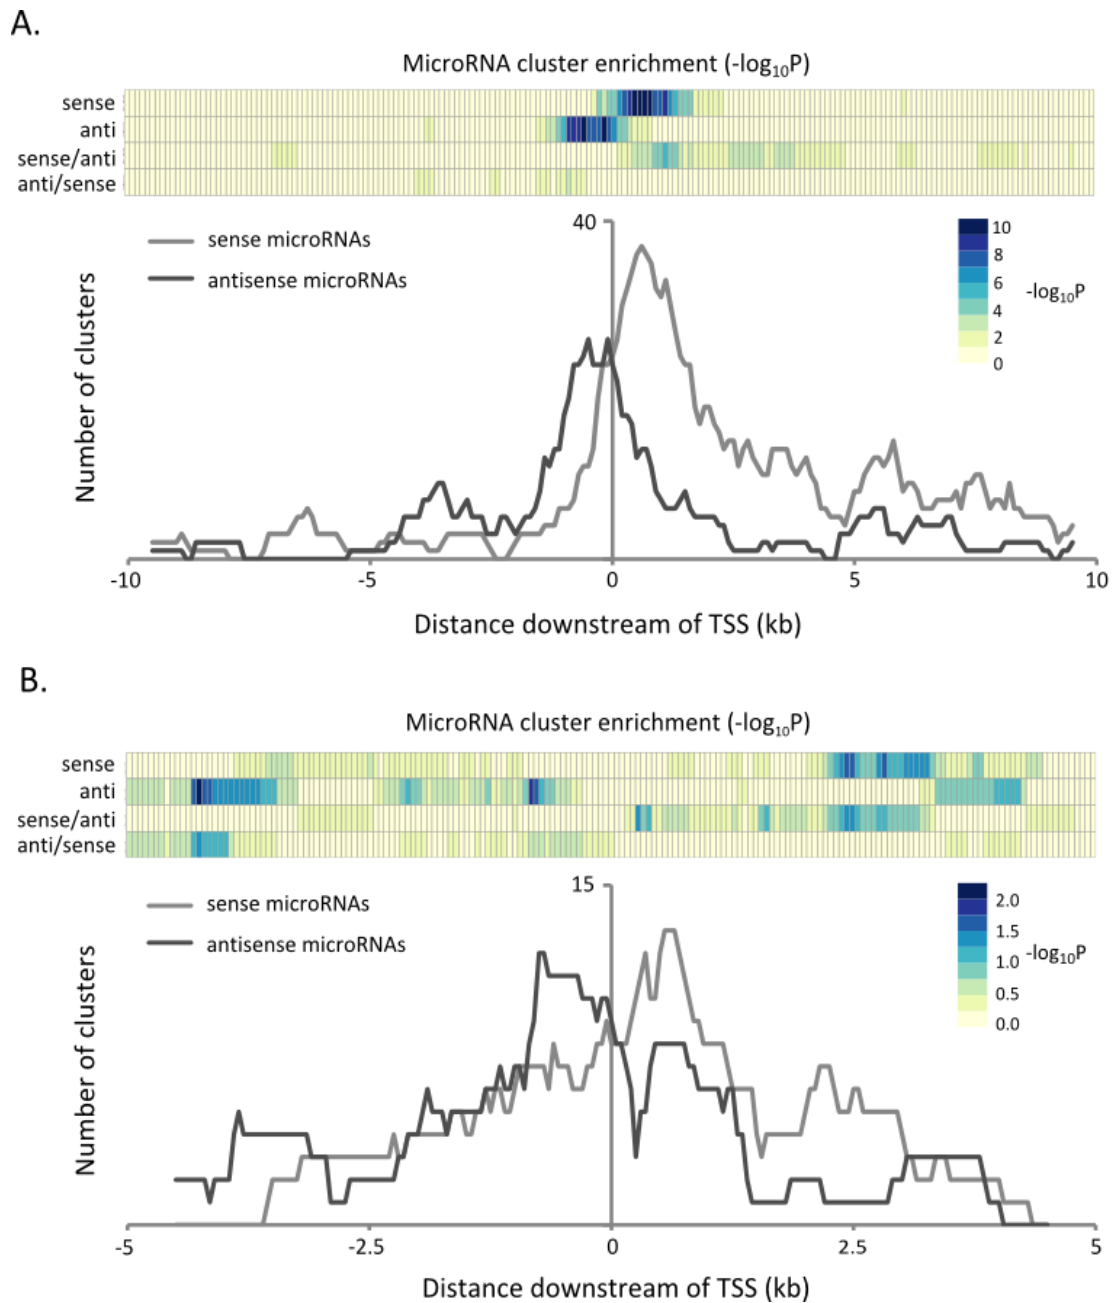 A.
MicroRNA cluster enrichment (-log₁₀P)
sense
anti
sense/anti
anti/sense
40
sense microRNAs
antisense microRNAs
Number of clusters
10
8
6
4
2
0
-log₁₀P
-10
-5
0
5
10
Distance downstream of TSS (kb)
B.
MicroRNA cluster enrichment (-log₁₀P)
sense
anti
sense/anti
anti/sense
15
sense microRNAs
antisense microRNAs
Number of clusters
2.0
1.5
1.0
0.5
0.0
-log₁₀P
-5
-2.5
0
2.5
5
Distance downstream of TSS (kb)